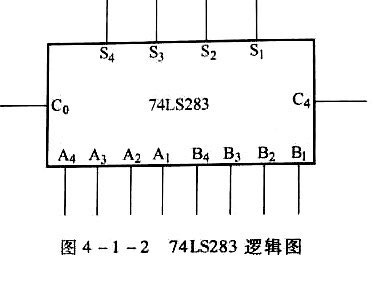 S4 S3 S2 S1
C0 74LS283 C4
A4 A3 A2 A1 B4 B3 B2 B1
图 4-1-2 74LS283 逻辑图